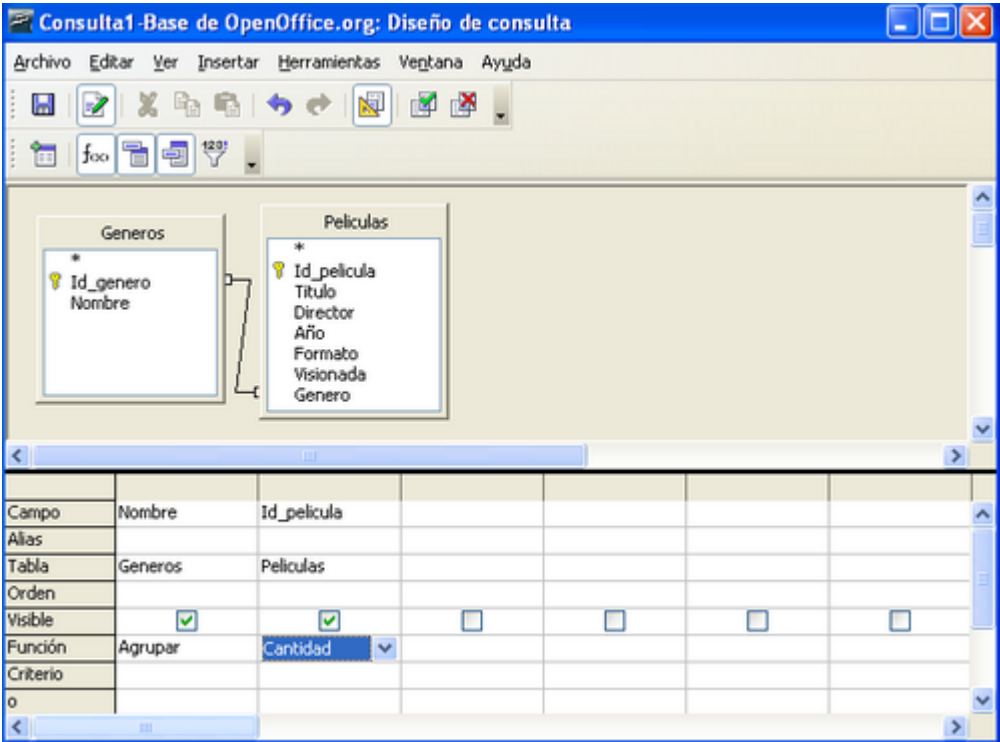 Consulta1-Base de OpenOffice.org: Diseño de consulta
Archivo Editar Ver Insertar Herramientas Ventana Ayuda
f(x) 123!
Generos
*
Id_genero
Nombre
Peliculas
*
Id_pelicula
Titulo
Director
Año
Formato
Visionada
Genero
Campo Nombre Id_pelicula
Alias
Tabla Generos Peliculas
Orden
Visible
Función Agrupar Cantidad
Criterio
o